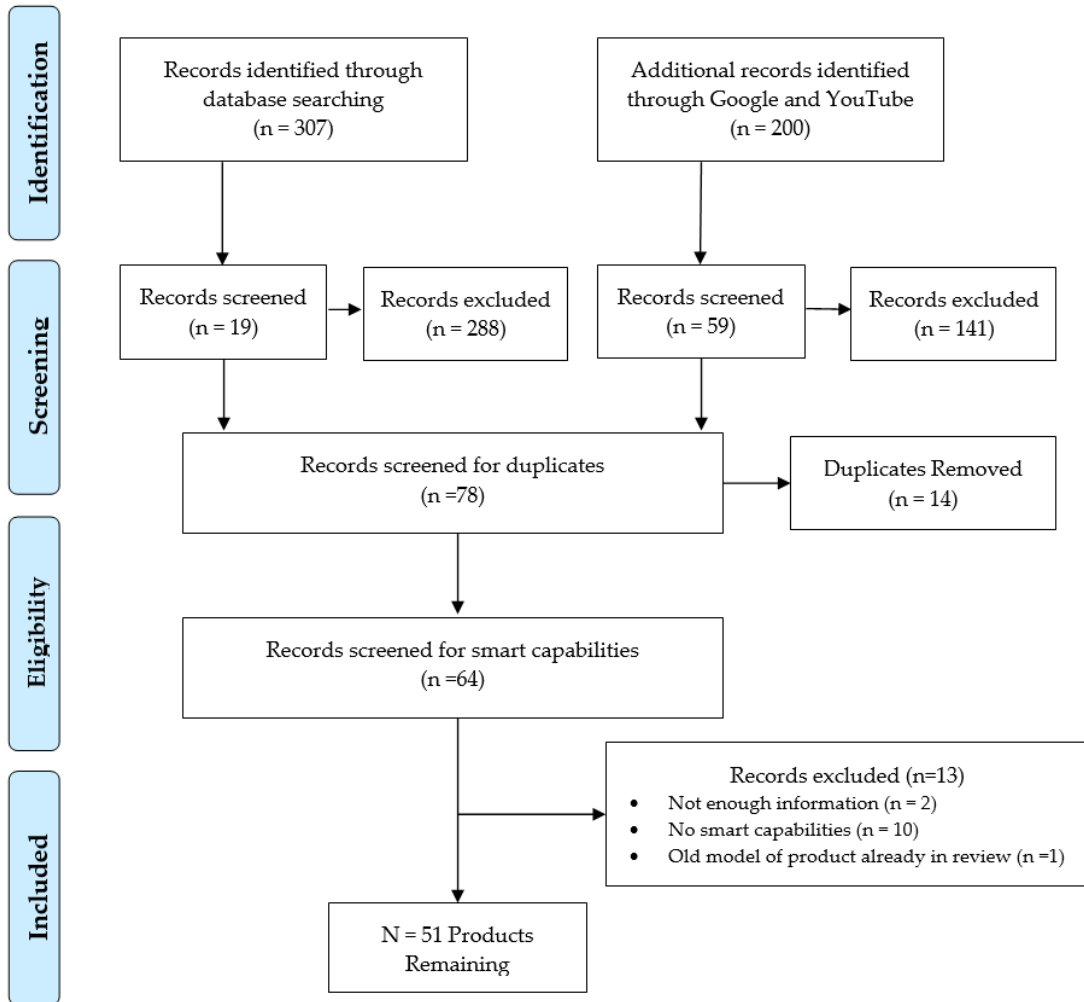 Identification
Records identified through
database searching
(n = 307)
Additional records identified
through Google and YouTube
(n = 200)
Screening
Records screened
(n = 19)
Records excluded
(n = 288)
Records screened
(n = 59)
Records excluded
(n = 141)
Records screened for duplicates
(n =78)
Duplicates Removed
(n = 14)
Eligibility
Records screened for smart capabilities
(n =64)
Included
Records excluded (n=13)
• Not enough information (n = 2)
• No smart capabilities (n = 10)
• Old model of product already in review (n =1)
N = 51 Products
Remaining